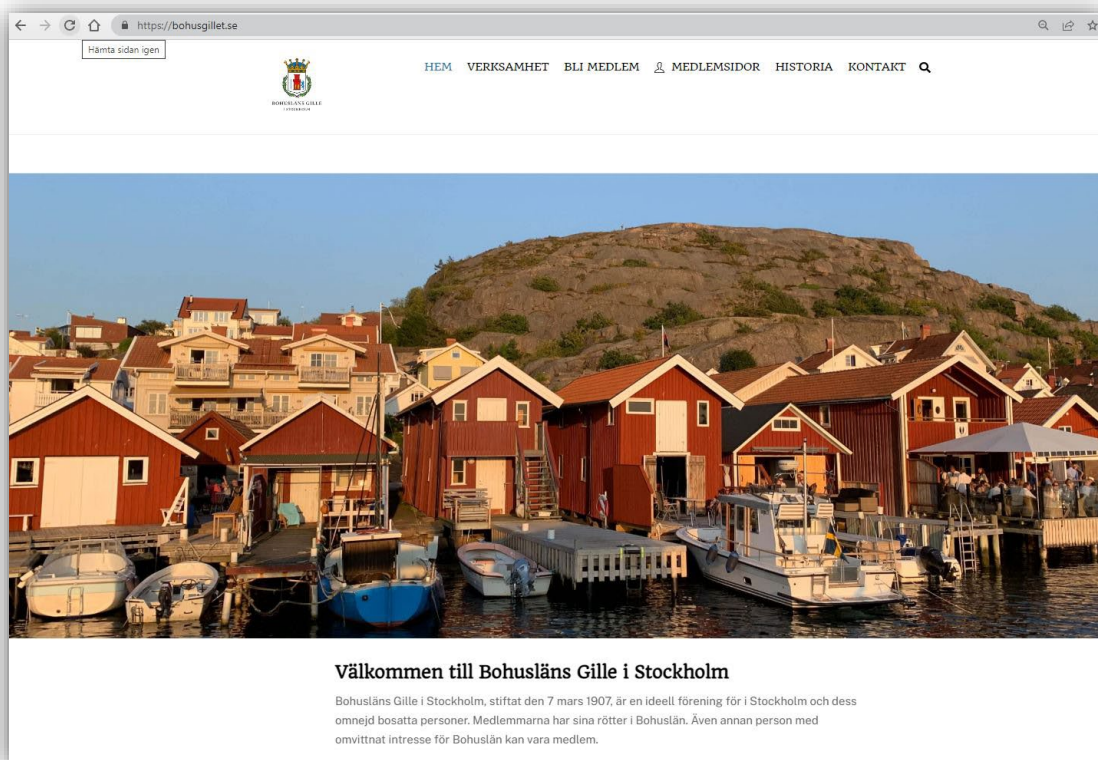 https://bohusgillet.se
Hämta sidan igen
BOHUSLÄNS GILLE
I STOCKHOLM
HEM VERKSAMHET BLI MEDLEM MEDLEMSIDOR HISTORIA KONTAKT
Välkommen till Bohusläns Gille i Stockholm
Bohusläns Gille i Stockholm, stiftat den 7 mars 1907, är en ideell förening för i Stockholm och dess
omnejd bosatta personer. Medlemmarna har sina rötter i Bohuslän. Även annan person med
omvittnat intresse för Bohuslän kan vara medlem.